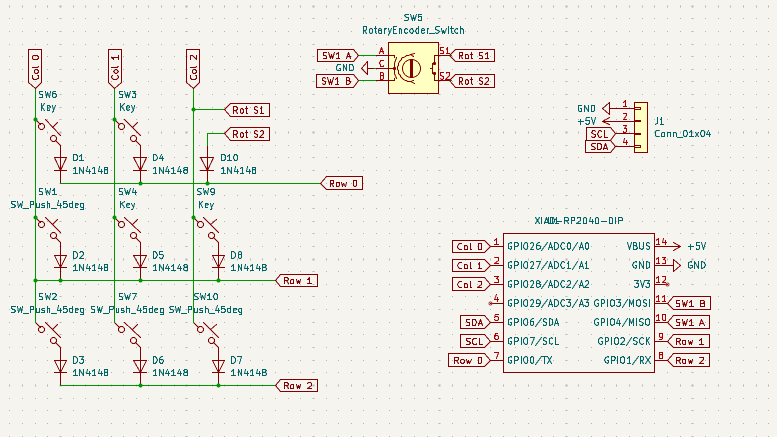 SW5
RotaryEncoder_Switch
SW1 A
A
S1
Rot S1
GND
C
SW1 B
B
S2
Rot S2
Col 0
Col 1
Col 2
SW6
Key
SW3
Key
Rot S1
Rot S2
D1
1N4148
D4
1N4148
D10
1N4148
Row 0
GND
1
+5V
2
SCL
3
SDA
4
J1
Conn_01x04
SW1
SW_Push_45deg
SW4
Key
SW9
Key
D2
1N4148
D5
1N4148
D8
1N4148
Row 1
SW2
SW_Push_45deg
SW7
SW_Push_45deg
SW10
SW_Push_45deg
D3
1N4148
D6
1N4148
D7
1N4148
Row 2
XIAO-RP2040-DIP
Col 0
1
GPIO26/ADC0/A0
VBUS
14
+5V
Col 1
2
GPIO27/ADC1/A1
GND
13
GND
Col 2
3
GPIO28/ADC2/A2
3V3
12
4
GPIO29/ADC3/A3
GPIO3/MOSI
11
SW1 B
SDA
5
GPIO6/SDA
GPIO4/MISO
10
SW1 A
SCL
6
GPIO7/SCL
GPIO2/SCK
9
Row 1
Row 0
7
GPIO0/TX
GPIO1/RX
8
Row 2